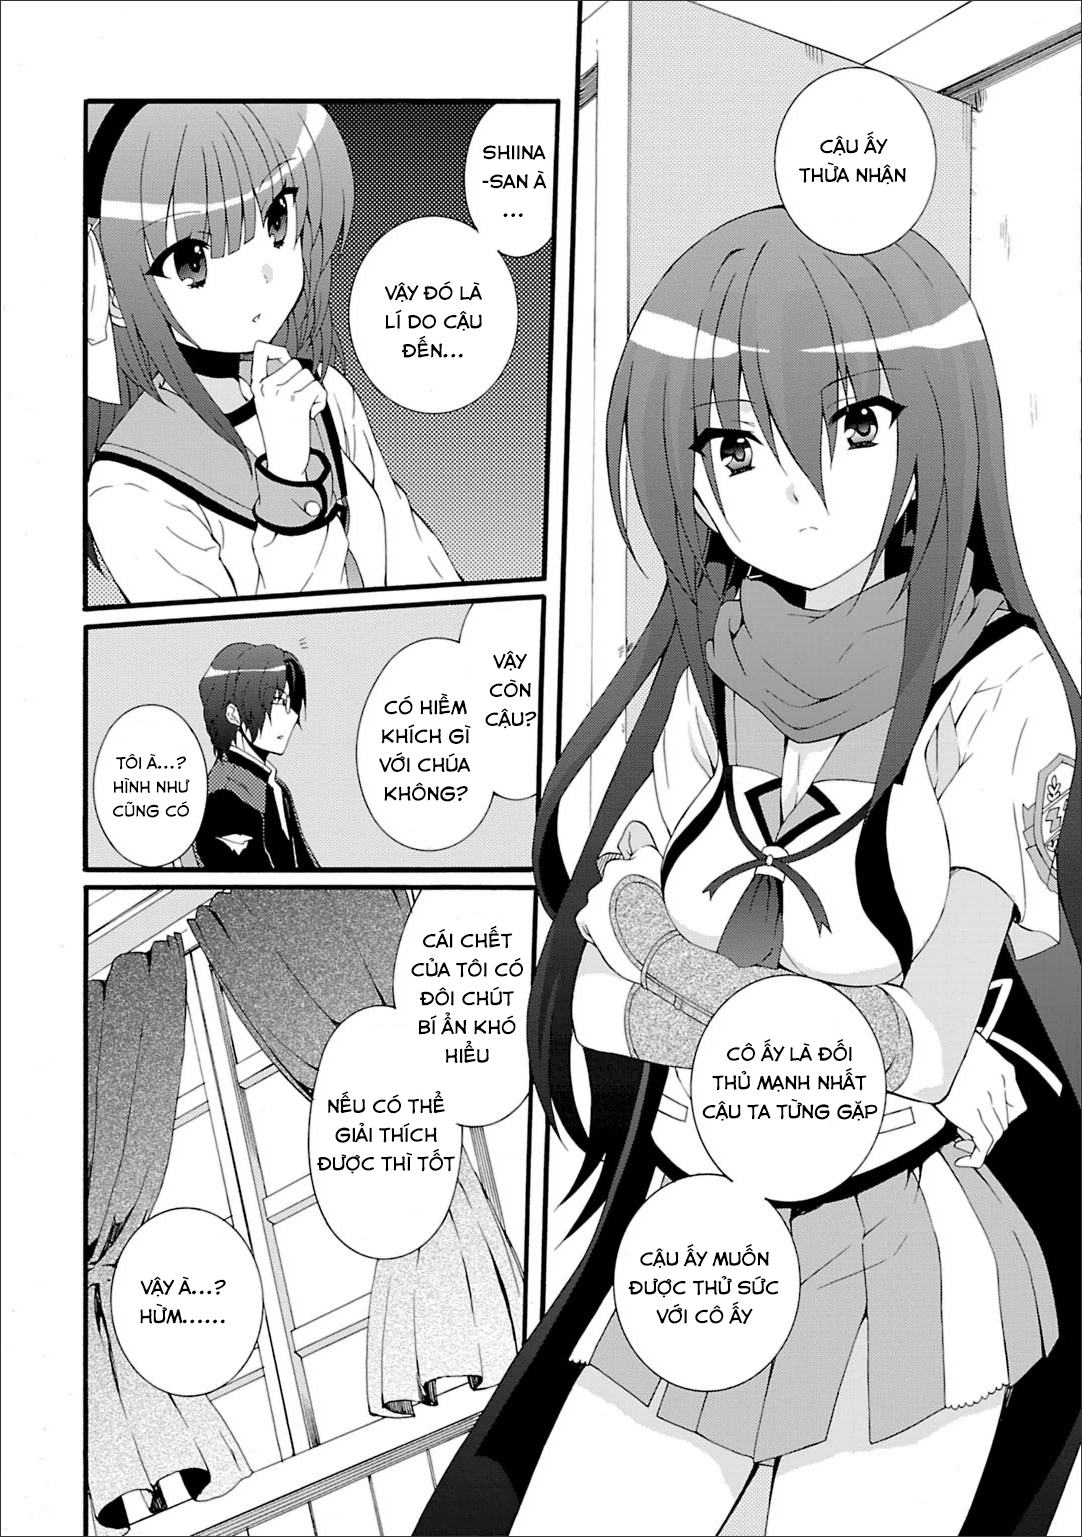 CẬU ẤY
THỪA NHẬN
CÔ ẤY LÀ ĐỐI
THỦ MẠNH NHẤT
CẬU TA TỪNG GẶP
CẬU ẤY MUỐN
ĐƯỢC THỬ SỨC
VỚI CÔ ẤY
SHIINA
-SAN À
...
VẬY ĐÓ LÀ
LÍ DO CẬU
ĐẾN...
VẬY
CÒN
CẬU?
CÓ HIỀM
KHÍCH GÌ
VỚI CHÚA
KHÔNG?
TÔI À...?
HÌNH NHƯ
CŨNG CÓ
CÁI CHẾT
CỦA TÔI CÓ
ĐÔI CHÚT
BÍ ẨN KHÓ
HIỂU
NẾU CÓ THỂ
GIẢI THÍCH
ĐƯỢC THÌ TỐT
VẬY À...?
HỪM......